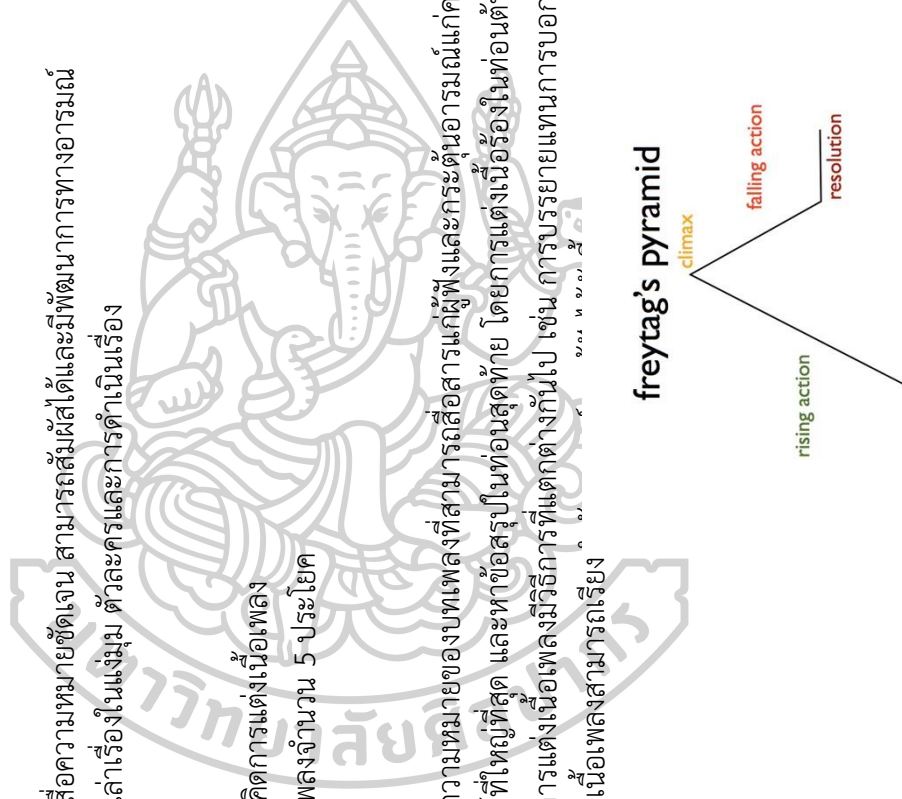 สื่อความหมายชัดเจน สามารถสัมผัสได้และมีพัฒนาการทางอารมณ์
เล่าเรื่องในแง่มุม ตัวละครและการดำเนินเรื่อง
คิดการแต่งเนื้อเพลง
เพลงจำนวน 5 ประโยค
ความหมายของบทเพลงที่สามารถสื่อสารแก่ผู้ฟังและกระตุ้นอารมณ์แก่
ที่ใหญ่ที่สุด และหาข้อสรุปในท่อนสุดท้าย โดยการแต่งเนื้อร้องในท่อนต้
การแต่งเนื้อเพลงมีวิธีการที่แตกต่างกันไป เช่น การบรรยายแทนการบอก
เนื้อเพลงสามารถเรียง
freytag's pyramid
climax
falling action
rising action
resolution